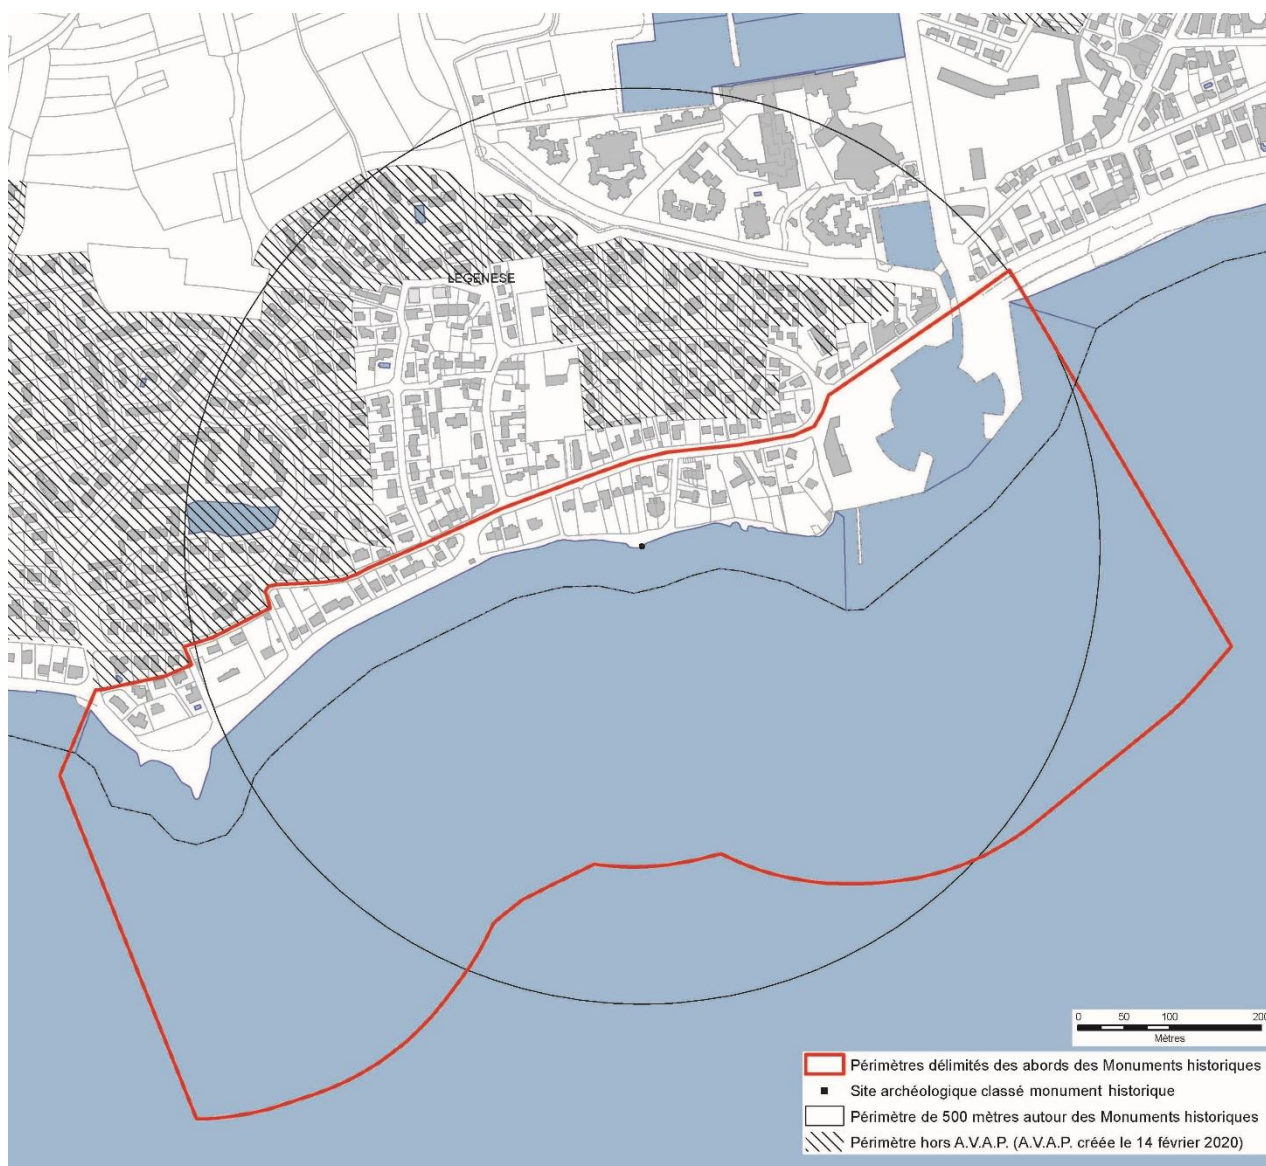 LEGENESE
0 50 100 200
Mètres
Périmètres délimités des abords des Monuments historiques
Site archéologique classé monument historique
Périmètre de 500 mètres autour des Monuments historiques
Périmètre hors A.V.A.P. (A.V.A.P. créée le 14 février 2020)